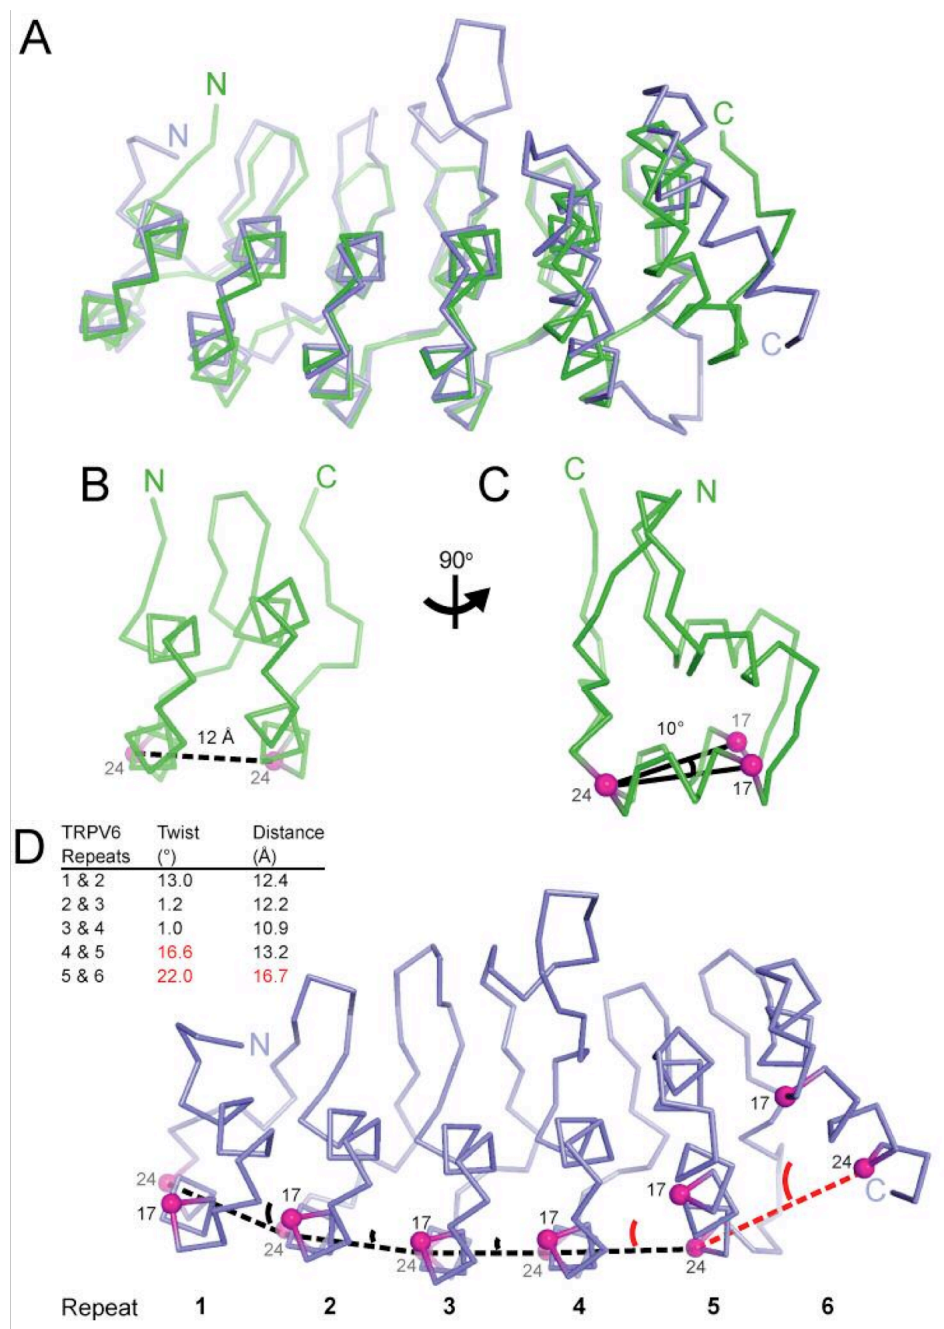 A
N
N
C
C
B
N
C
12 Å
24
24
90°
C
C
N
10°
17
17
24
D
TRPV6 Twist Distance
Repeats (°) (Å)
1 & 2 13.0 12.4
2 & 3 1.2 12.2
3 & 4 1.0 10.9
4 & 5 16.6 13.2
5 & 6 22.0 16.7
N
17
24
17
17
24
17
24
17
24
17
24
24
C
Repeat 1 2 3 4 5 6